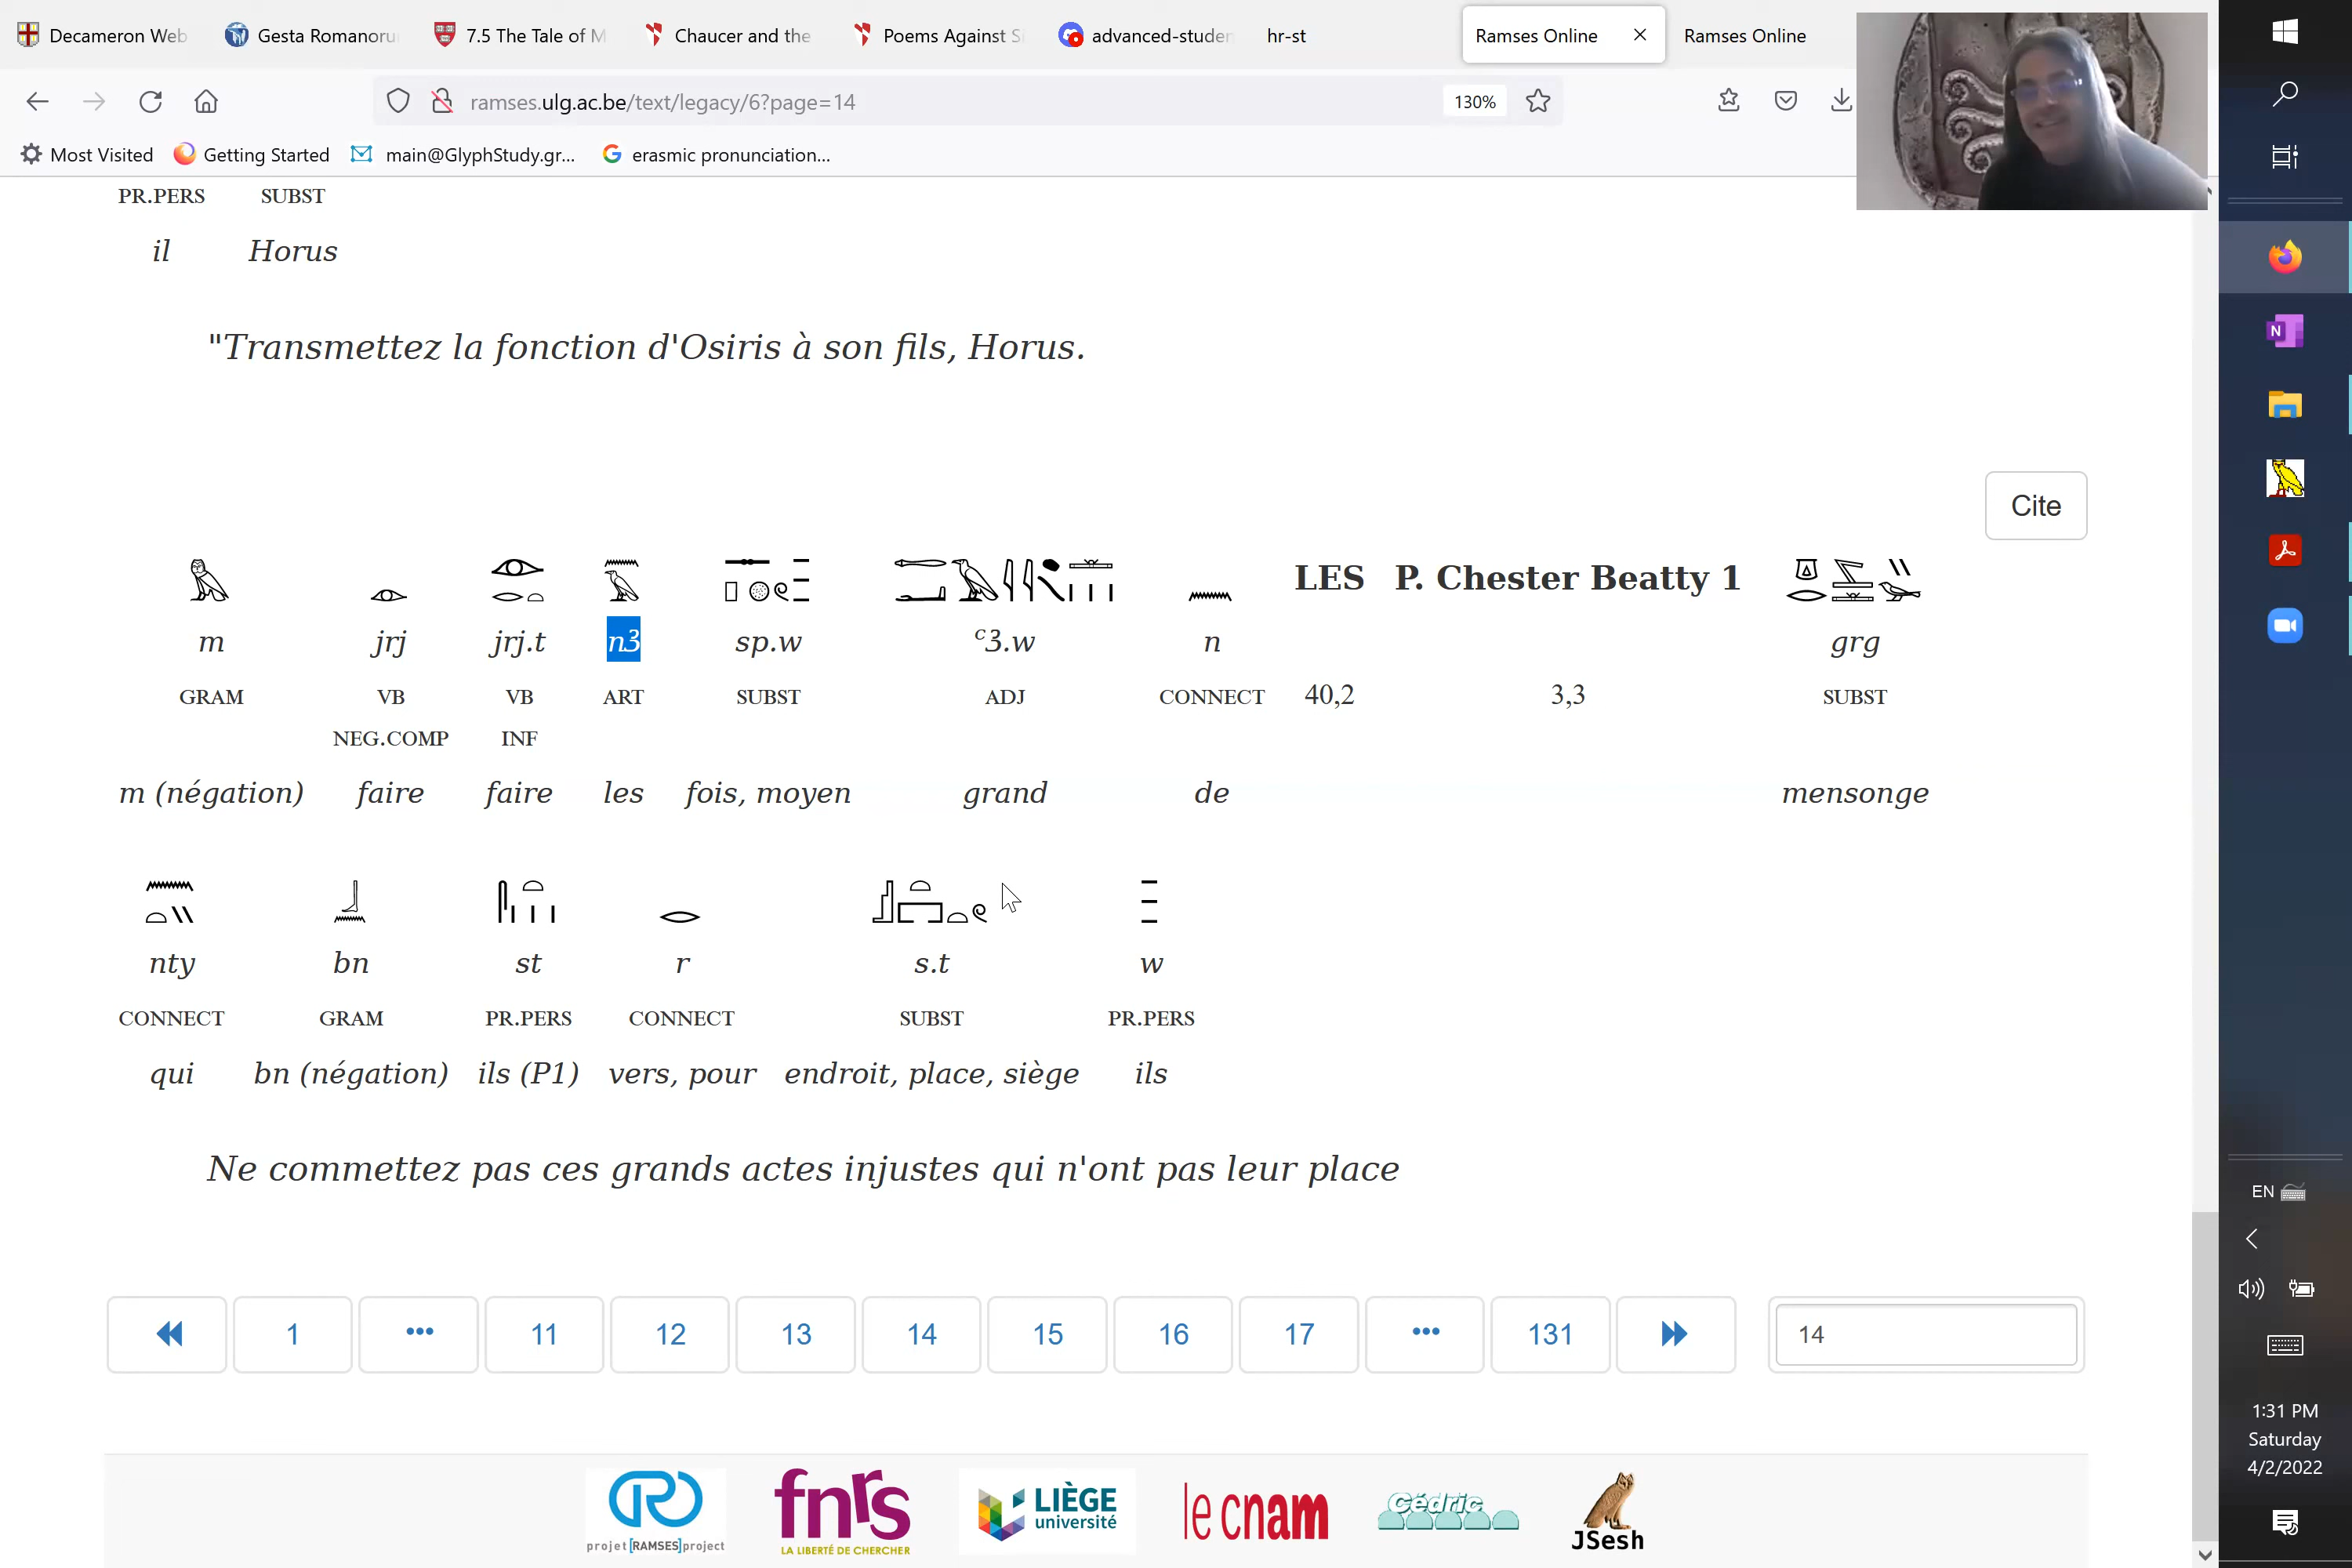 Decameron Web
Gesta Romanoru
7.5 The Tale of M
Chaucer and the
Poems Against Si
advanced-studen
hr-st
Ramses Online
Ramses Online
ramses.ulg.ac.be/text/legacy/6?page=14
130%
Most Visited
Getting Started
main@GlyphStudy.gr...
erasmic pronunciation...
PR.PERS SUBST
il Horus
"Transmettez la fonction d'Osiris à son fils, Horus.
Cite
LES P. Chester Beatty 1
m jrj jrj.t nꜣ sp.w ꜥꜣ.w n grg
GRAM VB VB ART SUBST ADJ CONNECT 40,2 3,3 SUBST
NEG.COMP INF
m (négation) faire faire les fois, moyen grand de mensonge
nty bn st r s.t w
CONNECT GRAM PR.PERS CONNECT SUBST PR.PERS
qui bn (négation) ils (P1) vers, pour endroit, place, siège ils
Ne commettez pas ces grands actes injustes qui n'ont pas leur place
1 ••• 11 12 13 14 15 16 17 ••• 131 14
projet [RAMSES] project
fnrs
LA LIBERTÉ DE CHERCHER
LIÈGE
université
le cnam
Cédric
JSesh
EN
1:31 PM
Saturday
4/2/2022